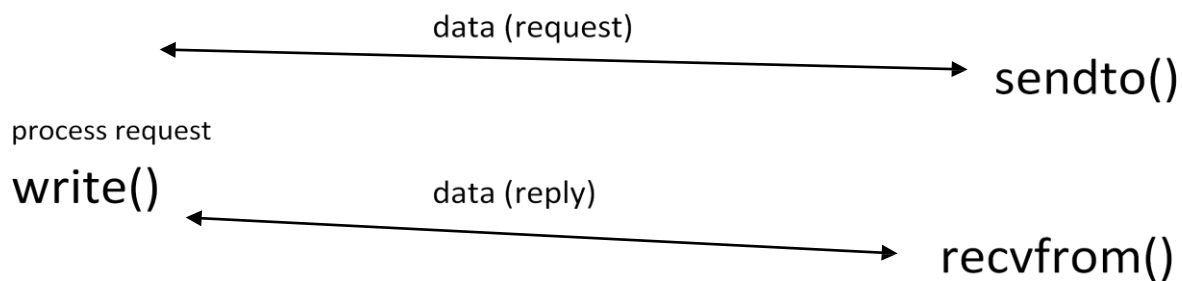 data (request)
sendto()
process request
write()
data (reply)
recvfrom()